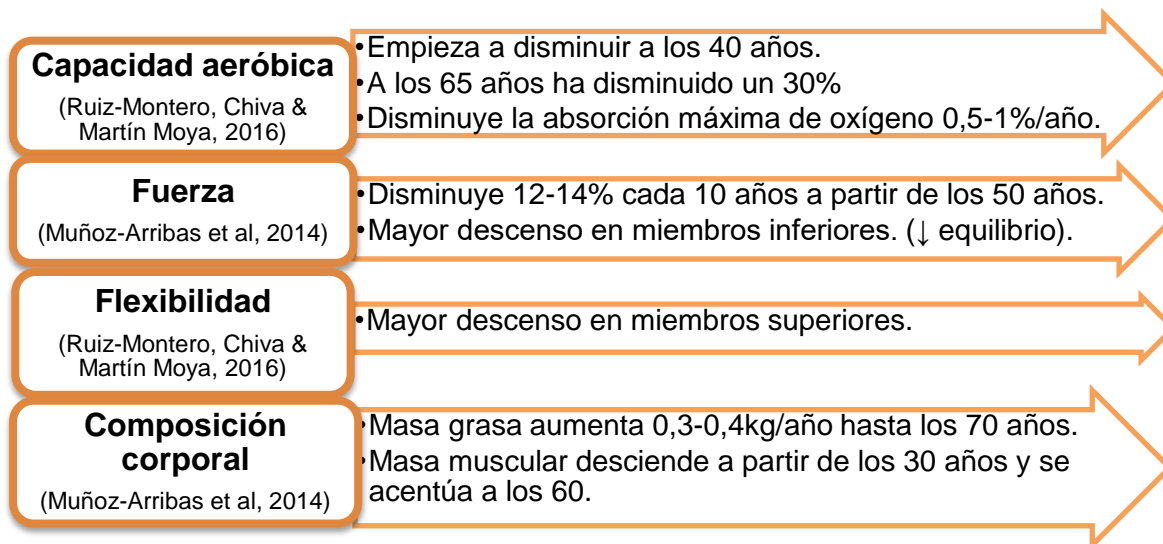 Capacidad aeróbica
(Ruiz-Montero, Chiva &
Martín Moya, 2016)
•Empieza a disminuir a los 40 años.
•A los 65 años ha disminuido un 30%
•Disminuye la absorción máxima de oxígeno 0,5-1%/año.
Fuerza
(Muñoz-Arribas et al, 2014)
•Disminuye 12-14% cada 10 años a partir de los 50 años.
•Mayor descenso en miembros inferiores. (↓ equilibrio).
Flexibilidad
(Ruiz-Montero, Chiva &
Martín Moya, 2016)
•Mayor descenso en miembros superiores.
Composición
corporal
(Muñoz-Arribas et al, 2014)
•Masa grasa aumenta 0,3-0,4kg/año hasta los 70 años.
•Masa muscular desciende a partir de los 30 años y se
acentúa a los 60.